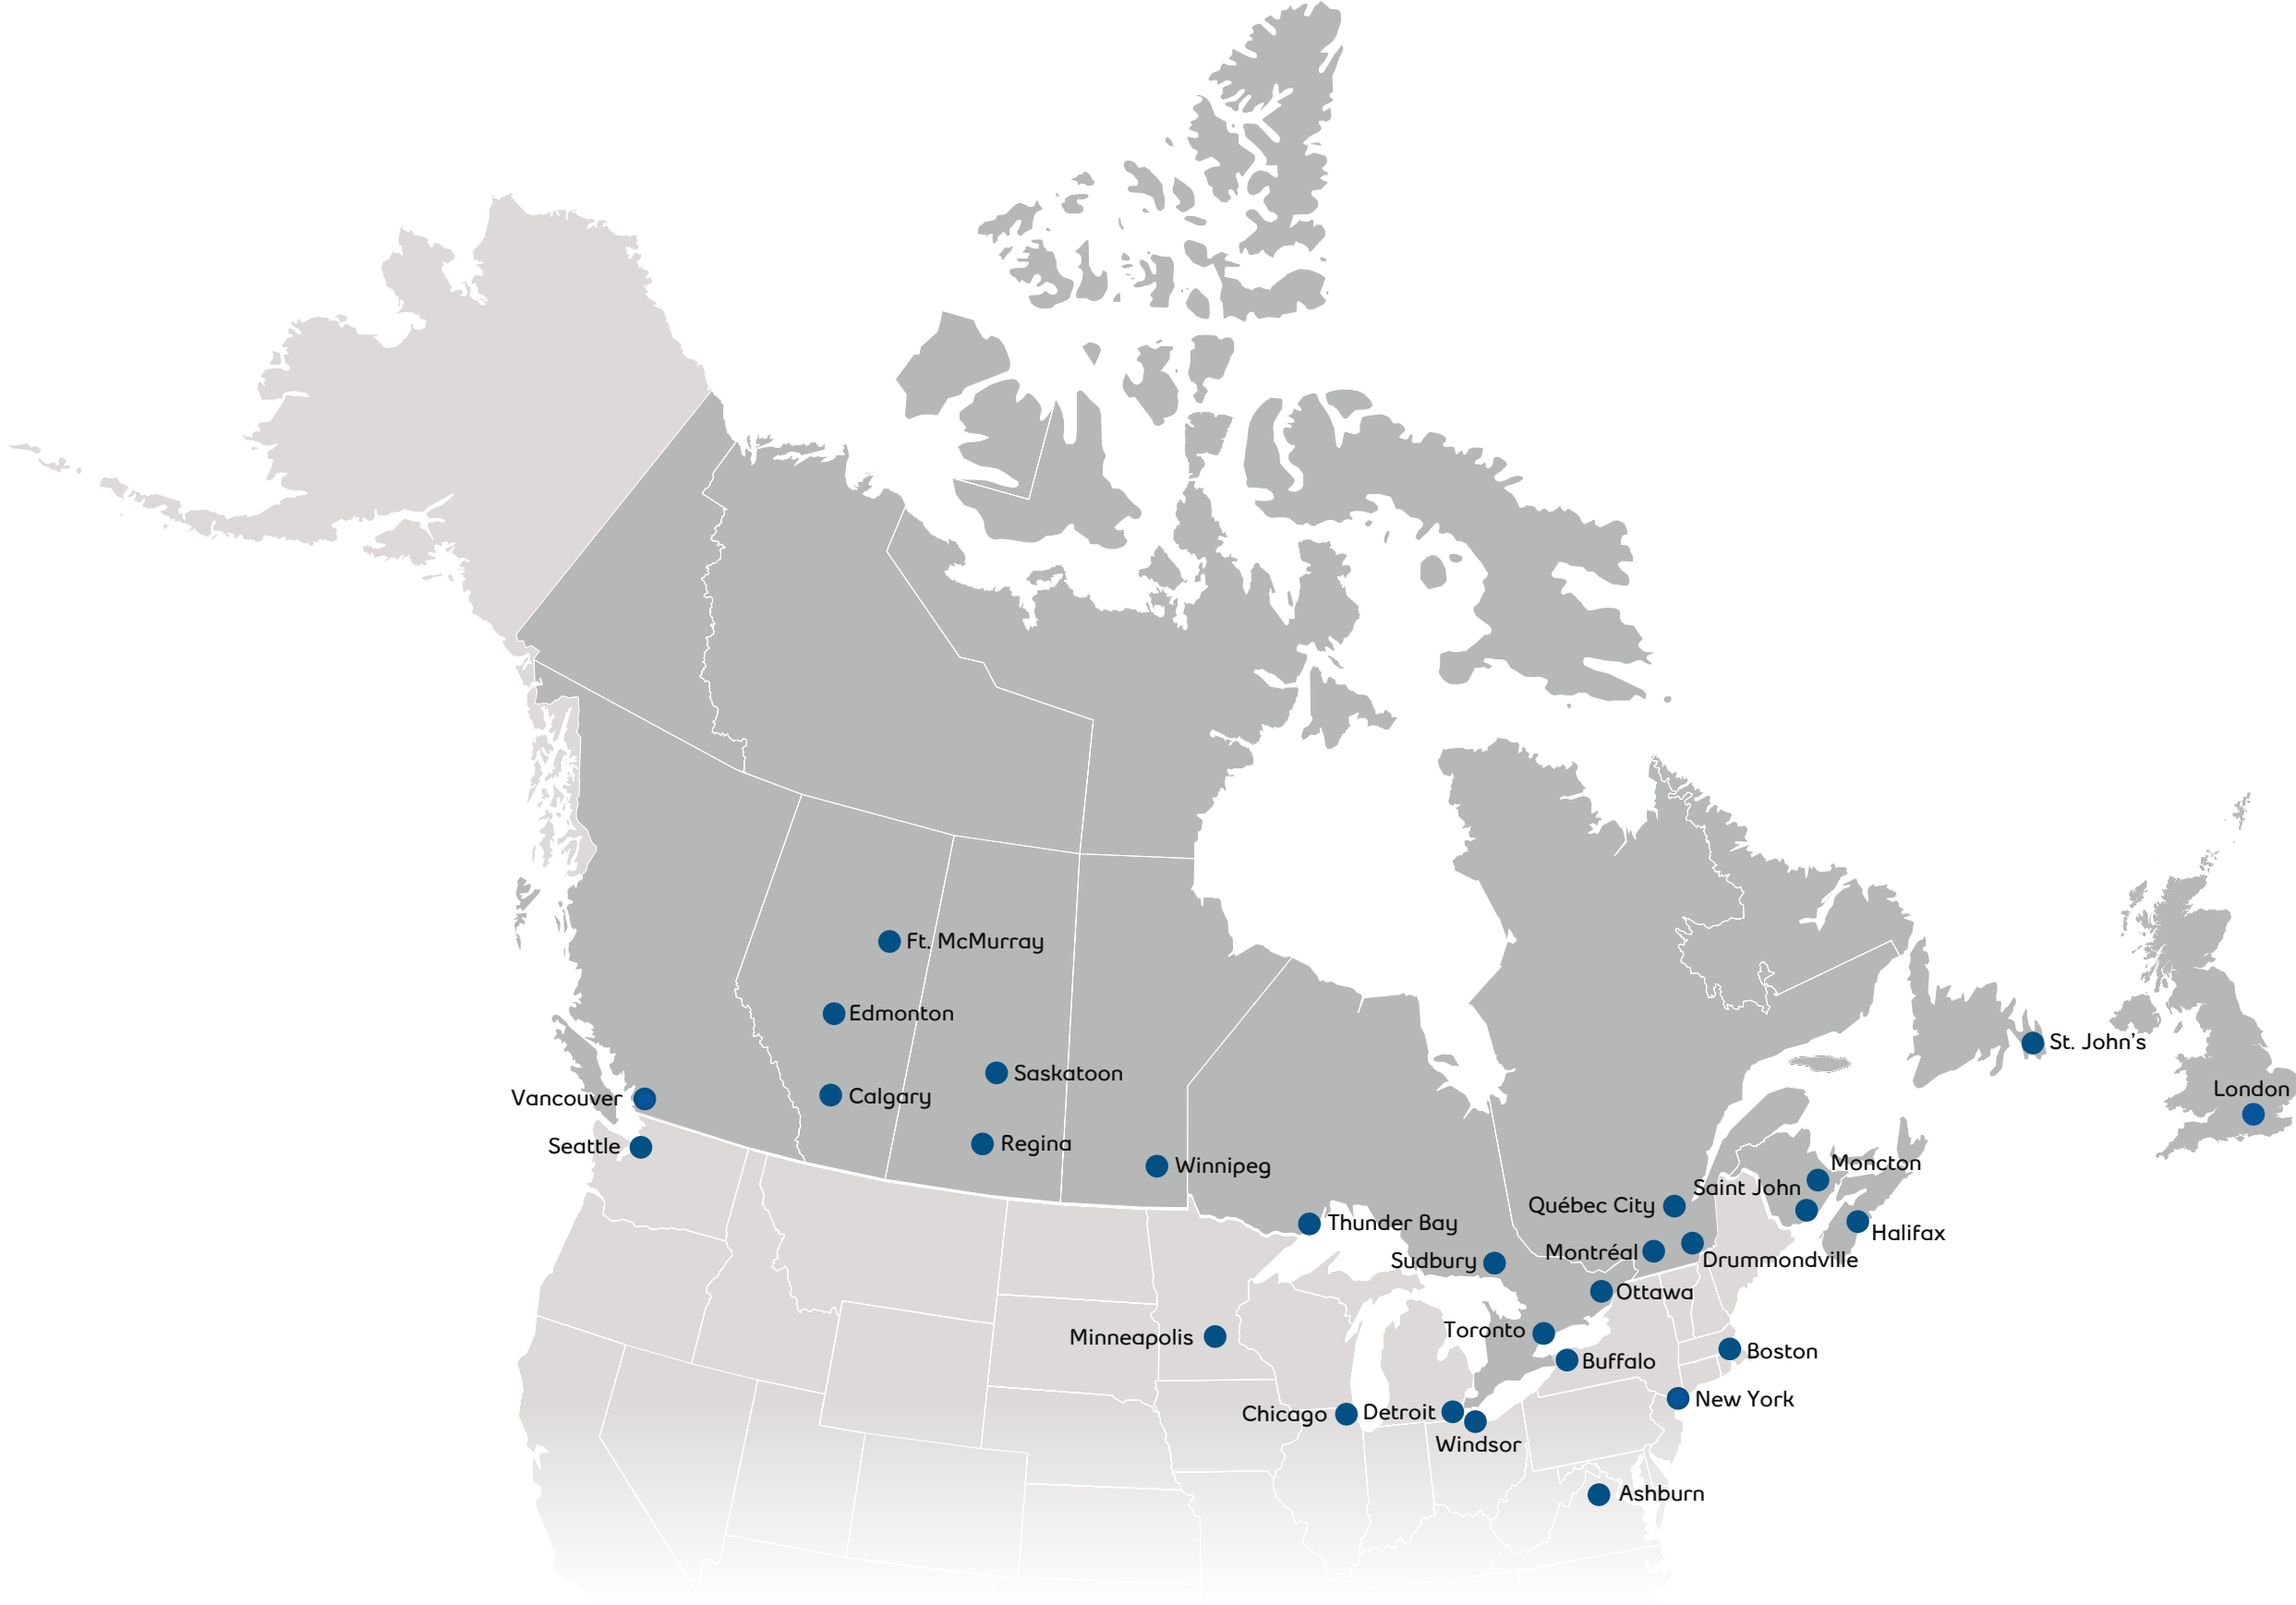 Ft. McMurray
Edmonton
St. John's
Saskatoon
London
Calgary
Vancouver
Regina
Seattle
Moncton
Winnipeg
Saint John
Québec City
Thunder Bay
Halifax
Montréal
Drummondville
Sudbury
Ottawa
Toronto
Minneapolis
Boston
Buffalo
New York
Chicago
Detroit
Windsor
Ashburn